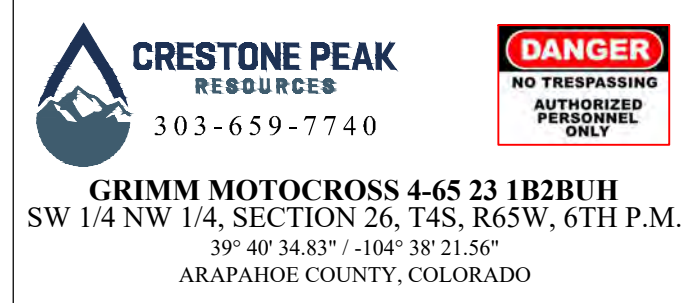 CRESTONE PEAK
RESOURCES
303-659-7740
DANGER
NO TRESPASSING
AUTHORIZED
PERSONNEL
ONLY
GRIMM MOTOCROSS 4-65 23 1B2BUH
SW 1/4 NW 1/4, SECTION 26, T4S, R65W, 6TH P.M.
39° 40' 34.83" / -104° 38' 21.56"
ARAPAHOE COUNTY, COLORADO